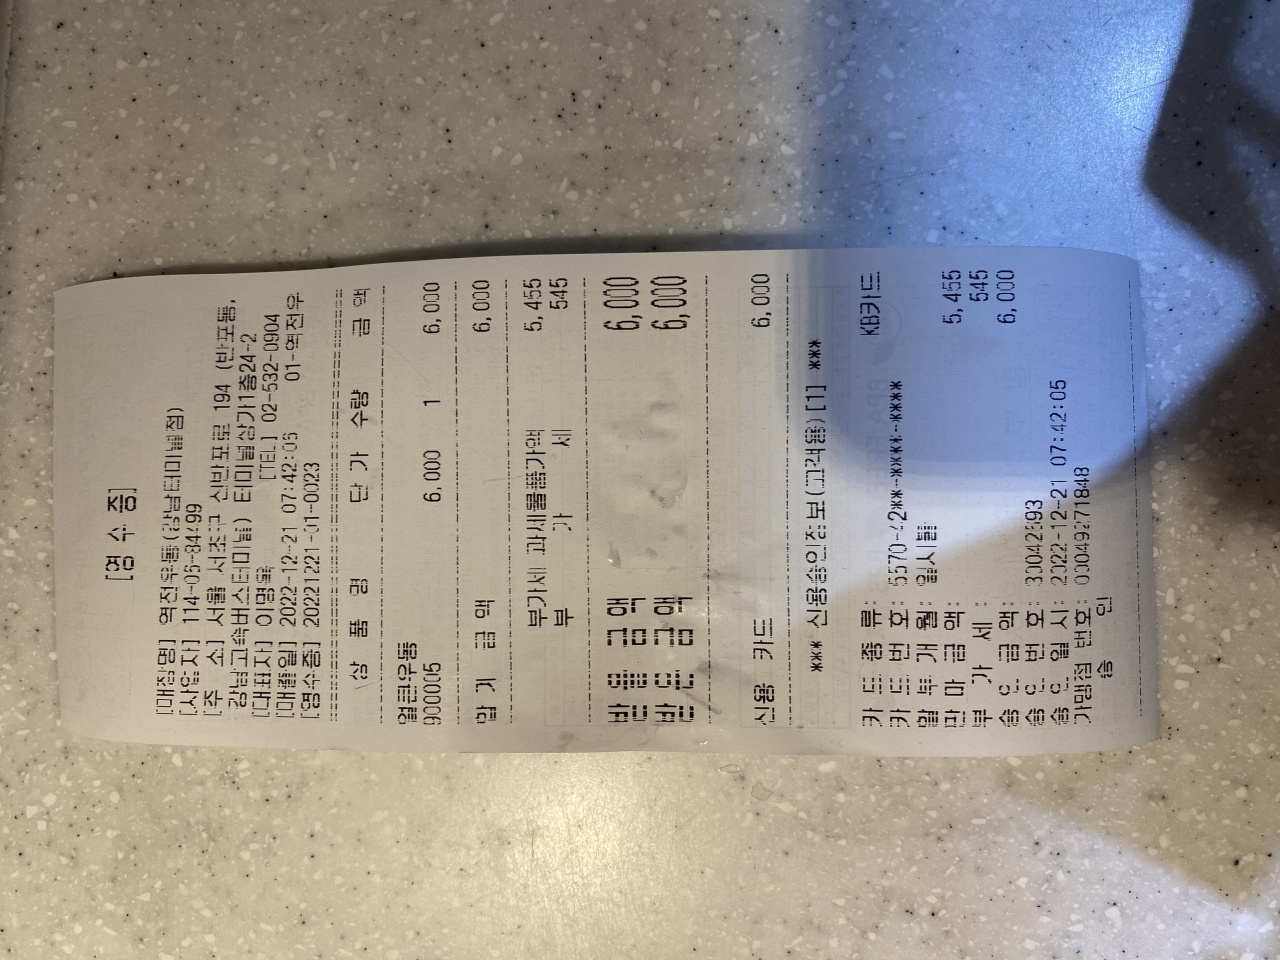 [영 수 증]
[매장명] 역전우동(강남터미널점)
[사업자] 114-05-84499
[주 소] 서울 서초구 신반포로 194 (반포동,
강남고속버스터미널) 터미널상가1층24-2
[대표자] 이명욱 [TEL] 02-532-0904
[매출일] 2022-12-21 07:42:05 01-역전우
[영수증] 20221221-01-0023
상 품 명 단 가 수량 금 액
얼큰우동
900005 6,000 1 6,000
합 계 금 액 6,000
부가세 과세물품가액 5,455
부 가 세 545
받을금액 6,000
받은금액 6,000
신용 카드 6,000
*** 신용승인정보(고객용)[1] ***
카 드 종 류: KB카드
카 드 번 호: 5570-42**-****-****
할 부 개 월: 일시불
판 매 금 액: 5,455
부 가 세: 545
승 인 금 액: 6,000
승 인 번 호: 30042593
승 인 일 시: 2022-12-21 07:42:05
가맹점 번호: 00049271848
승 인